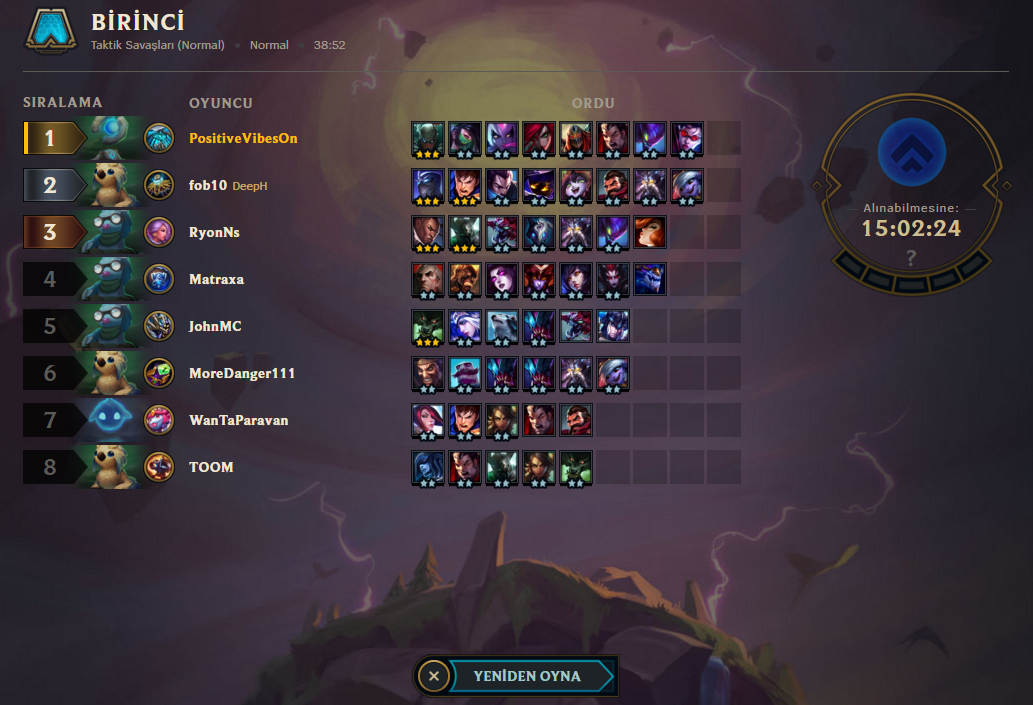 BİRİNCİ
Taktik Savaşları (Normal) • Normal • 38:52
SIRALAMA OYUNCU ORDU
1 PositiveVibesOn
2 fob10 DeepH
3 RyonNs
4 Matraxa
5 JohnMC
6 MoreDanger111
7 WanTaParavan
8 TOOM
Alınabilmesine:
15:02:24
?
YENİDEN OYNA